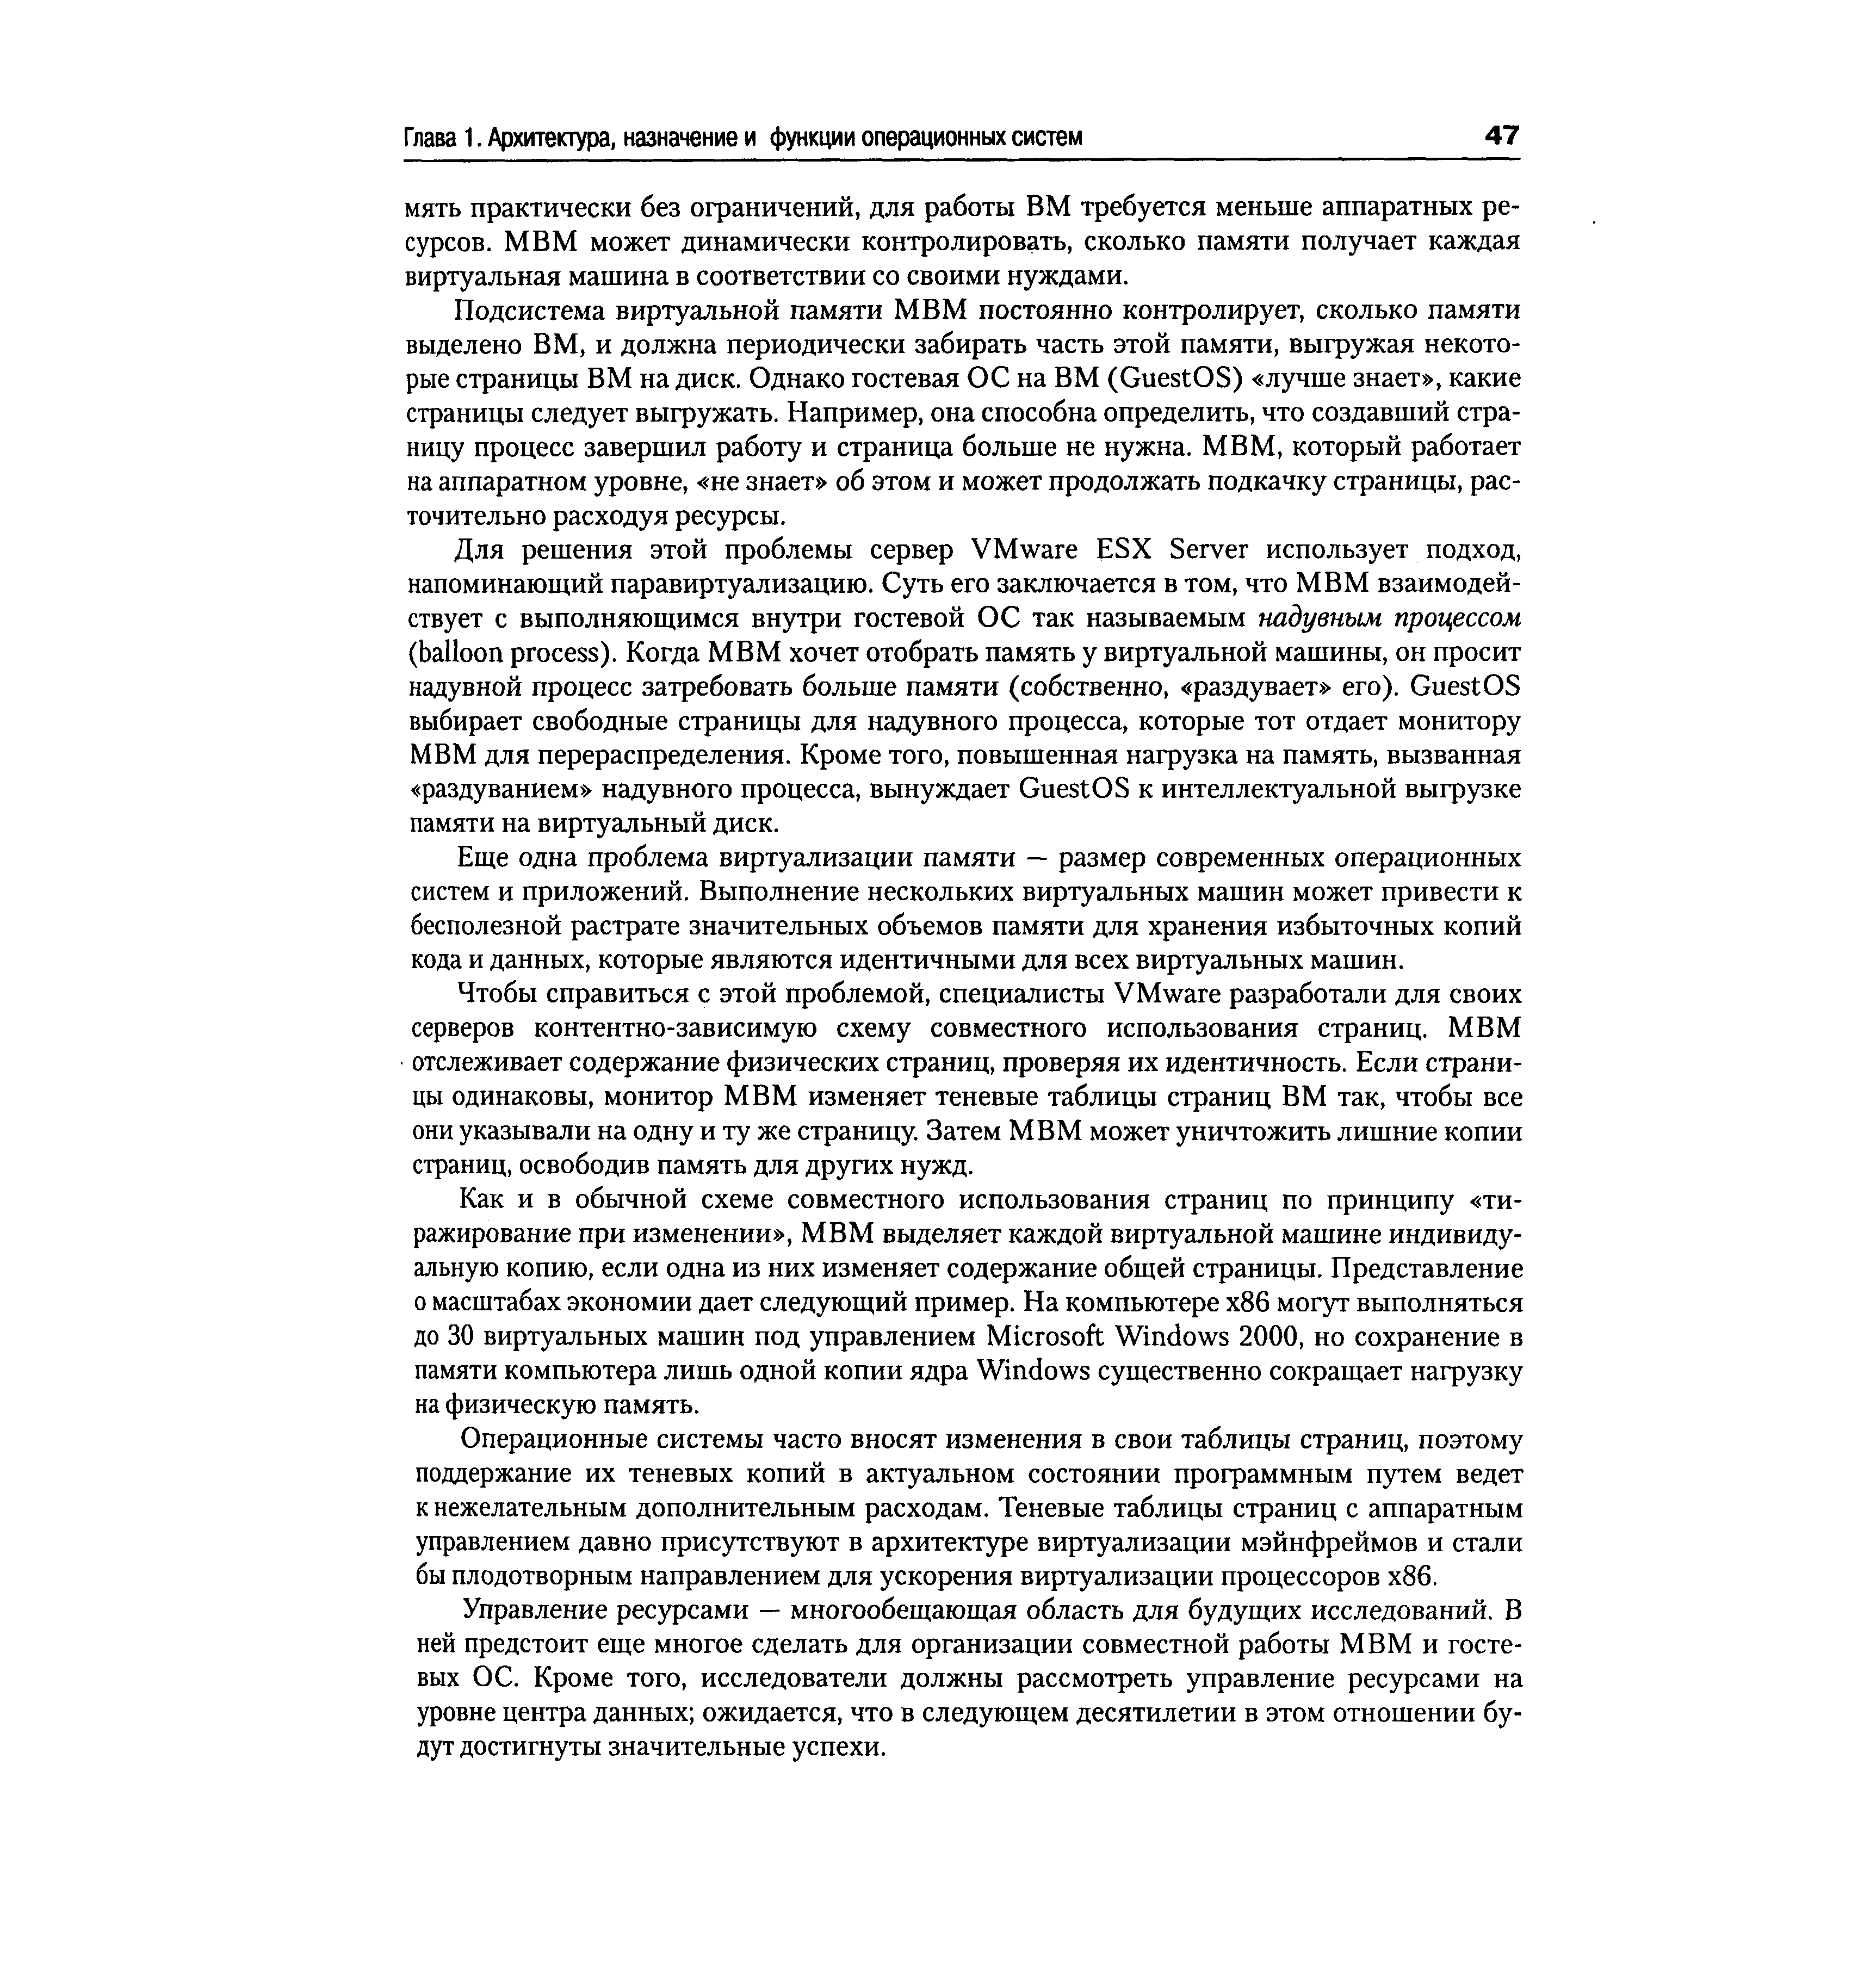 Глава 1. Архитектура, назначение и функции операционных систем 47
мять практически без ограничений, для работы ВМ требуется меньше аппаратных ре-
сурсов. МВМ может динамически контролировать, сколько памяти получает каждая
виртуальная машина в соответствии со своими нуждами.
Подсистема виртуальной памяти МВМ постоянно контролирует, сколько памяти
выделено ВМ, и должна периодически забирать часть этой памяти, выгружая некото-
рые страницы ВМ на диск. Однако гостевая ОС на ВМ (GuestOS) «лучше знает», какие
страницы следует выгружать. Например, она способна определить, что создавший стра-
ницу процесс завершил работу и страница больше не нужна. МВМ, который работает
на аппаратном уровне, «не знает» об этом и может продолжать подкачку страницы, рас-
точительно расходуя ресурсы.
Для решения этой проблемы сервер VMware ESX Server использует подход,
напоминающий паравиртуализацию. Суть его заключается в том, что МВМ взаимодей-
ствует с выполняющимся внутри гостевой ОС так называемым надувным процессом
(balloon process). Когда МВМ хочет отобрать память у виртуальной машины, он просит
надувной процесс затребовать больше памяти (собственно, «раздувает» его). GuestOS
выбирает свободные страницы для надувного процесса, которые тот отдает монитору
МВМ для перераспределения. Кроме того, повышенная нагрузка на память, вызванная
«раздуванием» надувного процесса, вынуждает GuestOS к интеллектуальной выгрузке
памяти на виртуальный диск.
Еще одна проблема виртуализации памяти — размер современных операционных
систем и приложений. Выполнение нескольких виртуальных машин может привести к
бесполезной растрате значительных объемов памяти для хранения избыточных копий
кода и данных, которые являются идентичными для всех виртуальных машин.
Чтобы справиться с этой проблемой, специалисты VMware разработали для своих
серверов контентно-зависимую схему совместного использования страниц. МВМ
отслеживает содержание физических страниц, проверяя их идентичность. Если страни-
цы одинаковы, монитор МВМ изменяет теневые таблицы страниц ВМ так, чтобы все
они указывали на одну и ту же страницу. Затем МВМ может уничтожить лишние копии
страниц, освободив память для других нужд.
Как и в обычной схеме совместного использования страниц по принципу «ти-
ражирование при изменении», МВМ выделяет каждой виртуальной машине индивиду-
альную копию, если одна из них изменяет содержание общей страницы. Представление
о масштабах экономии дает следующий пример. На компьютере x86 могут выполняться
до 30 виртуальных машин под управлением Microsoft Windows 2000, но сохранение в
памяти компьютера лишь одной копии ядра Windows существенно сокращает нагрузку
на физическую память.
Операционные системы часто вносят изменения в свои таблицы страниц, поэтому
поддержание их теневых копий в актуальном состоянии программным путем ведет
к нежелательным дополнительным расходам. Теневые таблицы страниц с аппаратным
управлением давно присутствуют в архитектуре виртуализации мэйнфреймов и стали
бы плодотворным направлением для ускорения виртуализации процессоров x86.
Управление ресурсами — многообещающая область для будущих исследований. В
ней предстоит еще многое сделать для организации совместной работы МВМ и госте-
вых ОС. Кроме того, исследователи должны рассмотреть управление ресурсами на
уровне центра данных; ожидается, что в следующем десятилетии в этом отношении бу-
дут достигнуты значительные успехи.